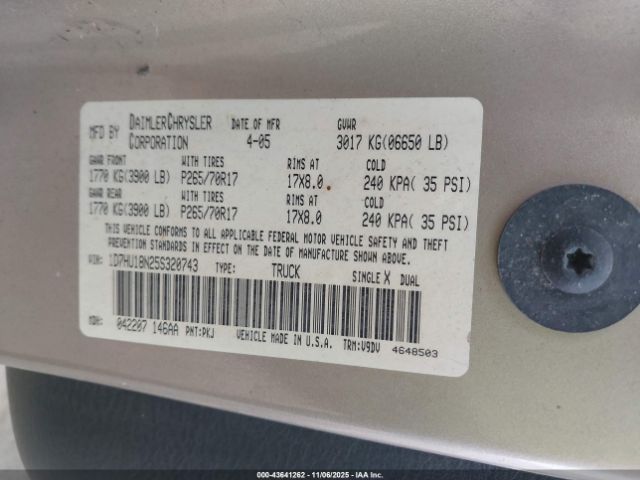 MFD BY DAIMLERCHRYSLER CORPORATION DATE OF MFR 4-05 GVWR 3017 KG(06650 LB)
GAWR FRONT WITH TIRES RIMS AT COLD
1770 KG(3900 LB) P265/70R17 17X8.0 240 KPA( 35 PSI)
GAWR REAR WITH TIRES RIMS AT COLD
1770 KG(3900 LB) P265/70R17 17X8.0 240 KPA( 35 PSI)
THIS VEHICLE CONFORMS TO ALL APPLICABLE FEDERAL MOTOR VEHICLE SAFETY AND THEFT
PREVENTION STANDARDS IN EFFECT ON THE DATE OF MANUFACTURE SHOWN ABOVE.
VIN: 1D7HU18N25S320743 TYPE: TRUCK SINGLE X DUAL
MDH: 042207 146AA PNT:PKJ VEHICLE MADE IN U.S.A. TRM:V9DV 4648503
000-43641262 - 11/06/2025 - IAA Inc.